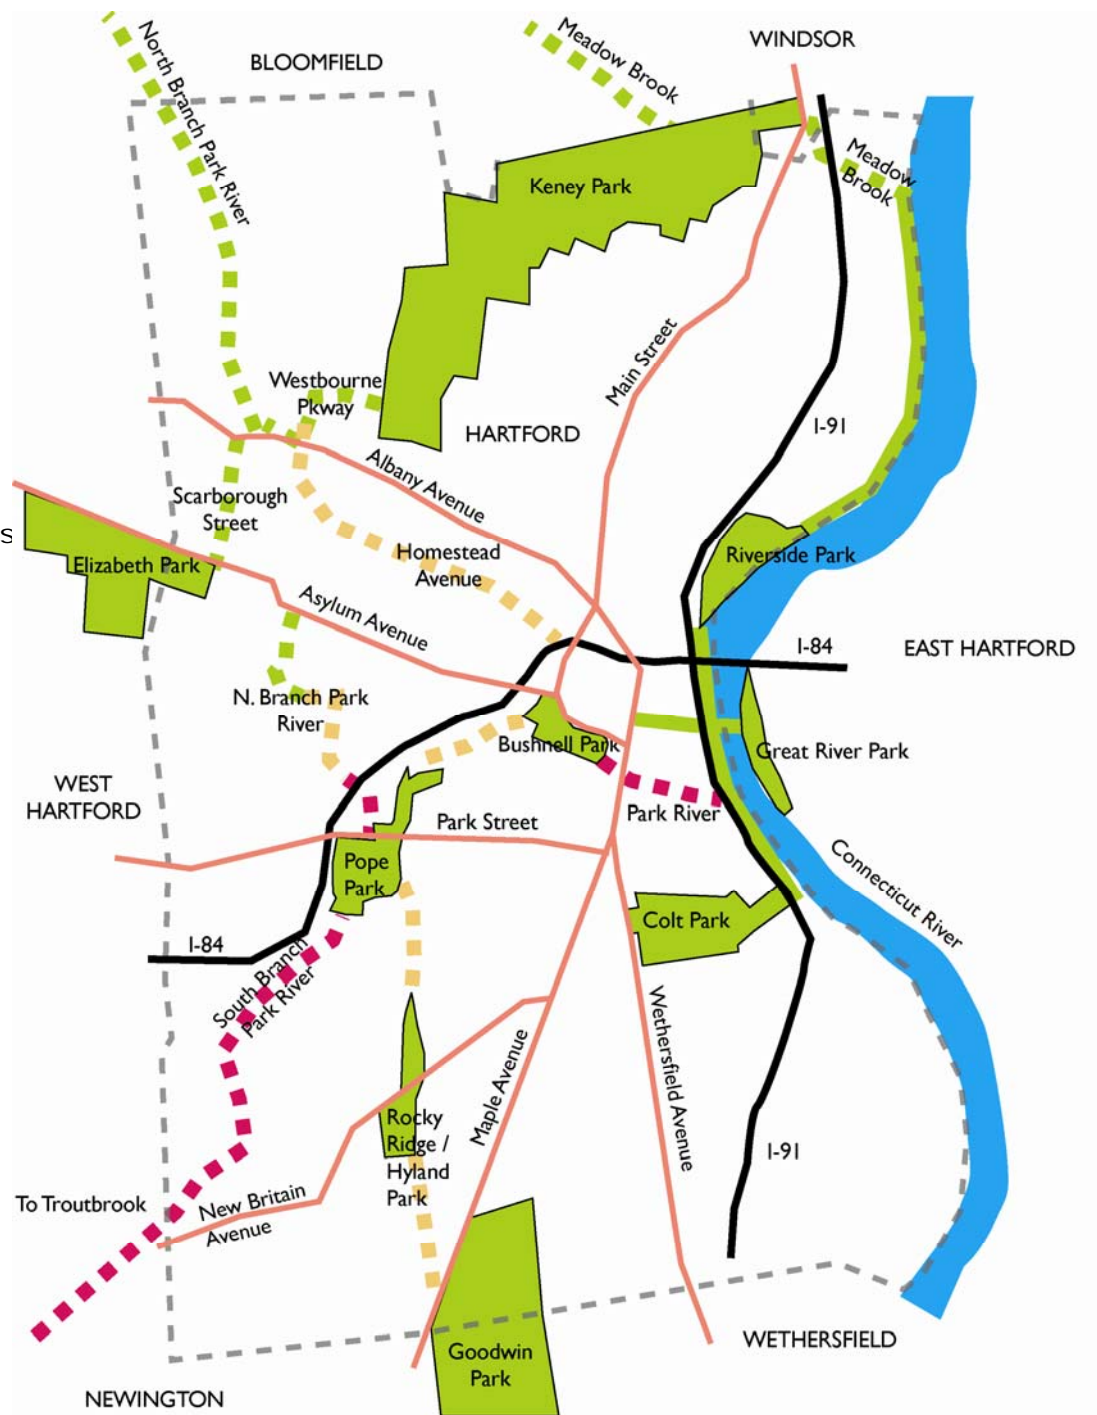 WINDSOR
North Branch Park River
Meadow Brook
BLOOMFIELD
Meadow
Brook
Keney Park
Main Street
Westbourne
Pkway
I-91
HARTFORD
Albany Avenue
Scarborough
Street
s
Elizabeth Park
Homestead
Avenue
Riverside Park
Asylum Avenue
I-84
EAST HARTFORD
N. Branch Park
River
Bushnell Park
Great River Park
WEST
HARTFORD
Park Street
Park River
Pope
Park
Connecticut River
Colt Park
I-84
South Branch
Park River
Wethersfield Avenue
Maple Avenue
Rocky
Ridge /
Hyland
Park
I-91
To Troutbrook
New Britain
Avenue
WETHERSFIELD
Goodwin
Park
NEWINGTON